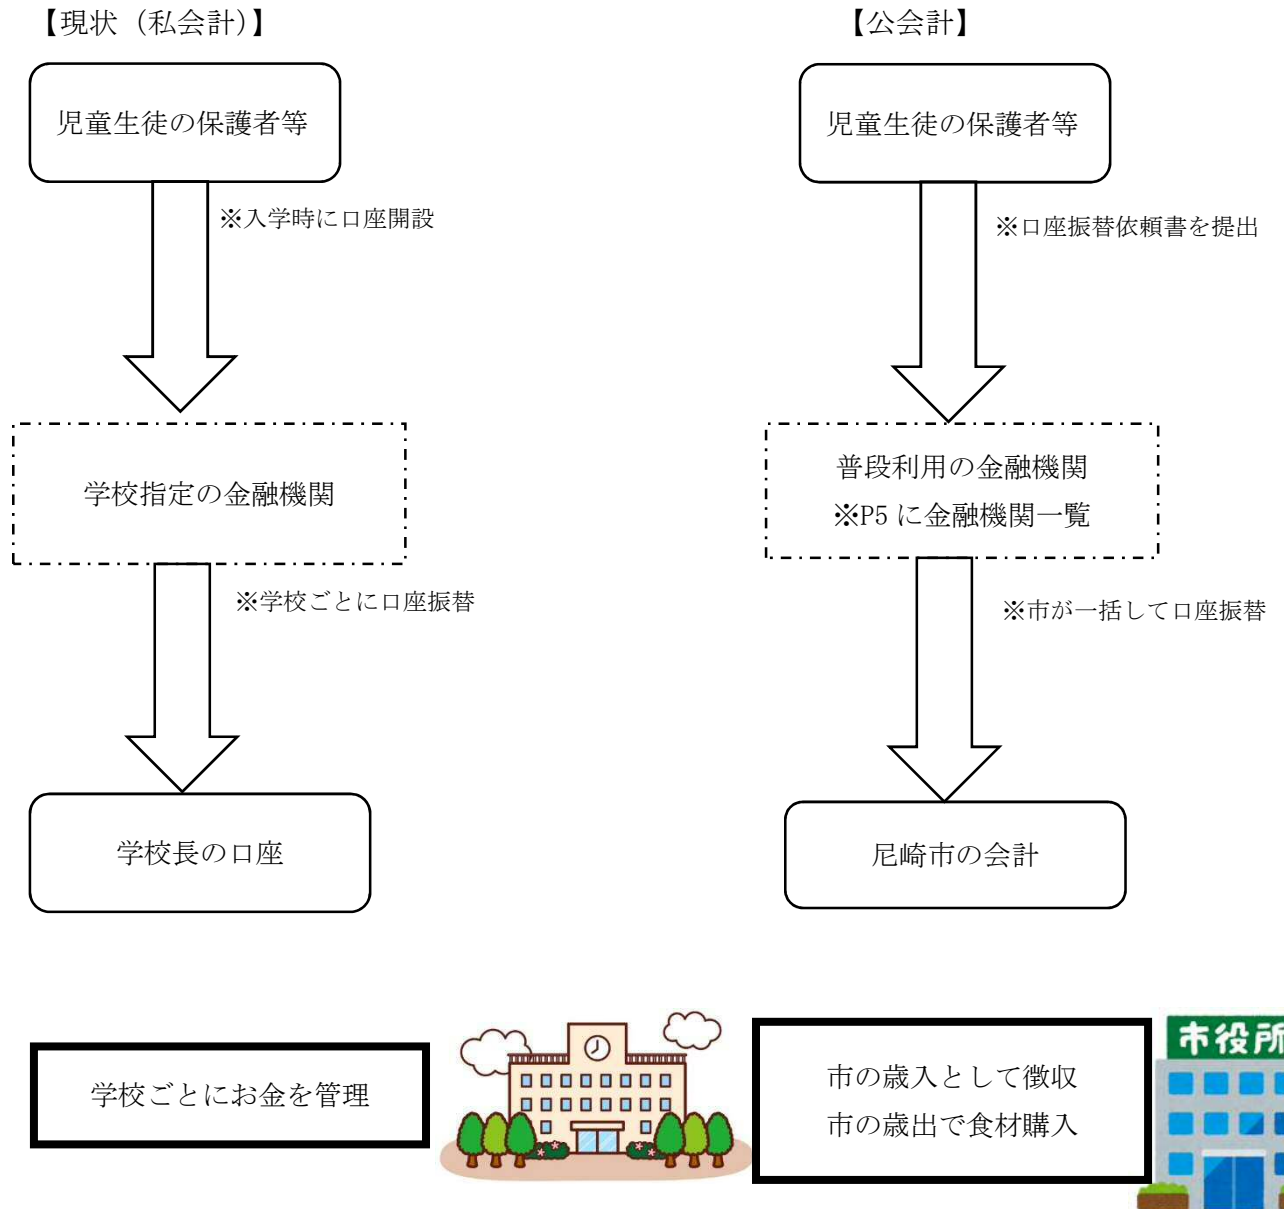 【現状（私会計）】
児童生徒の保護者等
※入学時に口座開設
学校指定の金融機関
※学校ごとに口座振替
学校長の口座
学校ごとにお金を管理
【公会計】
児童生徒の保護者等
※口座振替依頼書を提出
普段利用の金融機関
※P5 に金融機関一覧
※市が一括して口座振替
尼崎市の会計
市の歳入として徴収
市の歳出で食材購入
市役所